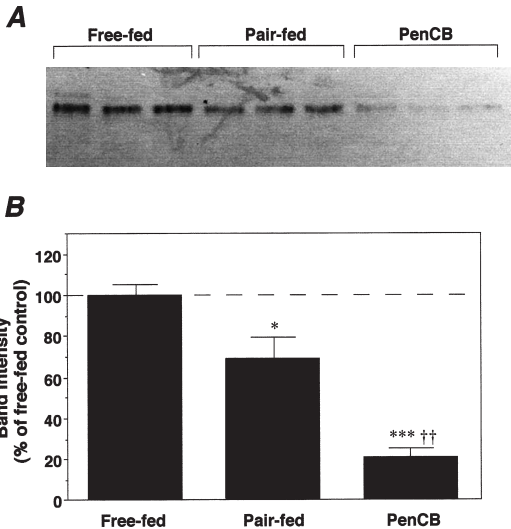 A
Free-fed Pair-fed PenCB
B
Band Intensity
(% of free-fed control)
120
100
80
60
40
20
0
*
*** ††
Free-fed Pair-fed PenCB